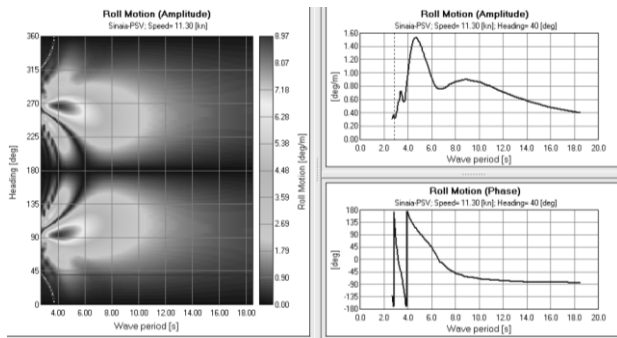 Roll Motion (Amplitude)
Sinaia-PSV; Speed= 11.30 [kn]
Heading [deg]
360
315
270
225
180
135
90
45
0
4.00 6.00 8.00 10.00 12.00 14.00 16.00 18.00
Wave period [s]
8.97
8.07
7.18
6.28
5.38
4.48
3.59
2.69
1.79
0.90
0.00
Roll Motion [deg/m]
Roll Motion (Amplitude)
Sinaia-PSV; Speed= 11.30 [kn]; Heading= 40 [deg]
[deg/m]
1.60
1.40
1.20
1.00
0.80
0.60
0.40
0.20
0.00
0.0 2.0 4.0 6.0 8.0 10.0 12.0 14.0 16.0 18.0 20.0
Wave period [s]
Roll Motion (Phase)
Sinaia-PSV; Speed= 11.30 [kn]; Heading= 40 [deg]
[deg]
180
135
90
45
0
-45
-90
-135
-180
0.0 2.0 4.0 6.0 8.0 10.0 12.0 14.0 16.0 18.0 20.0
Wave period [s]